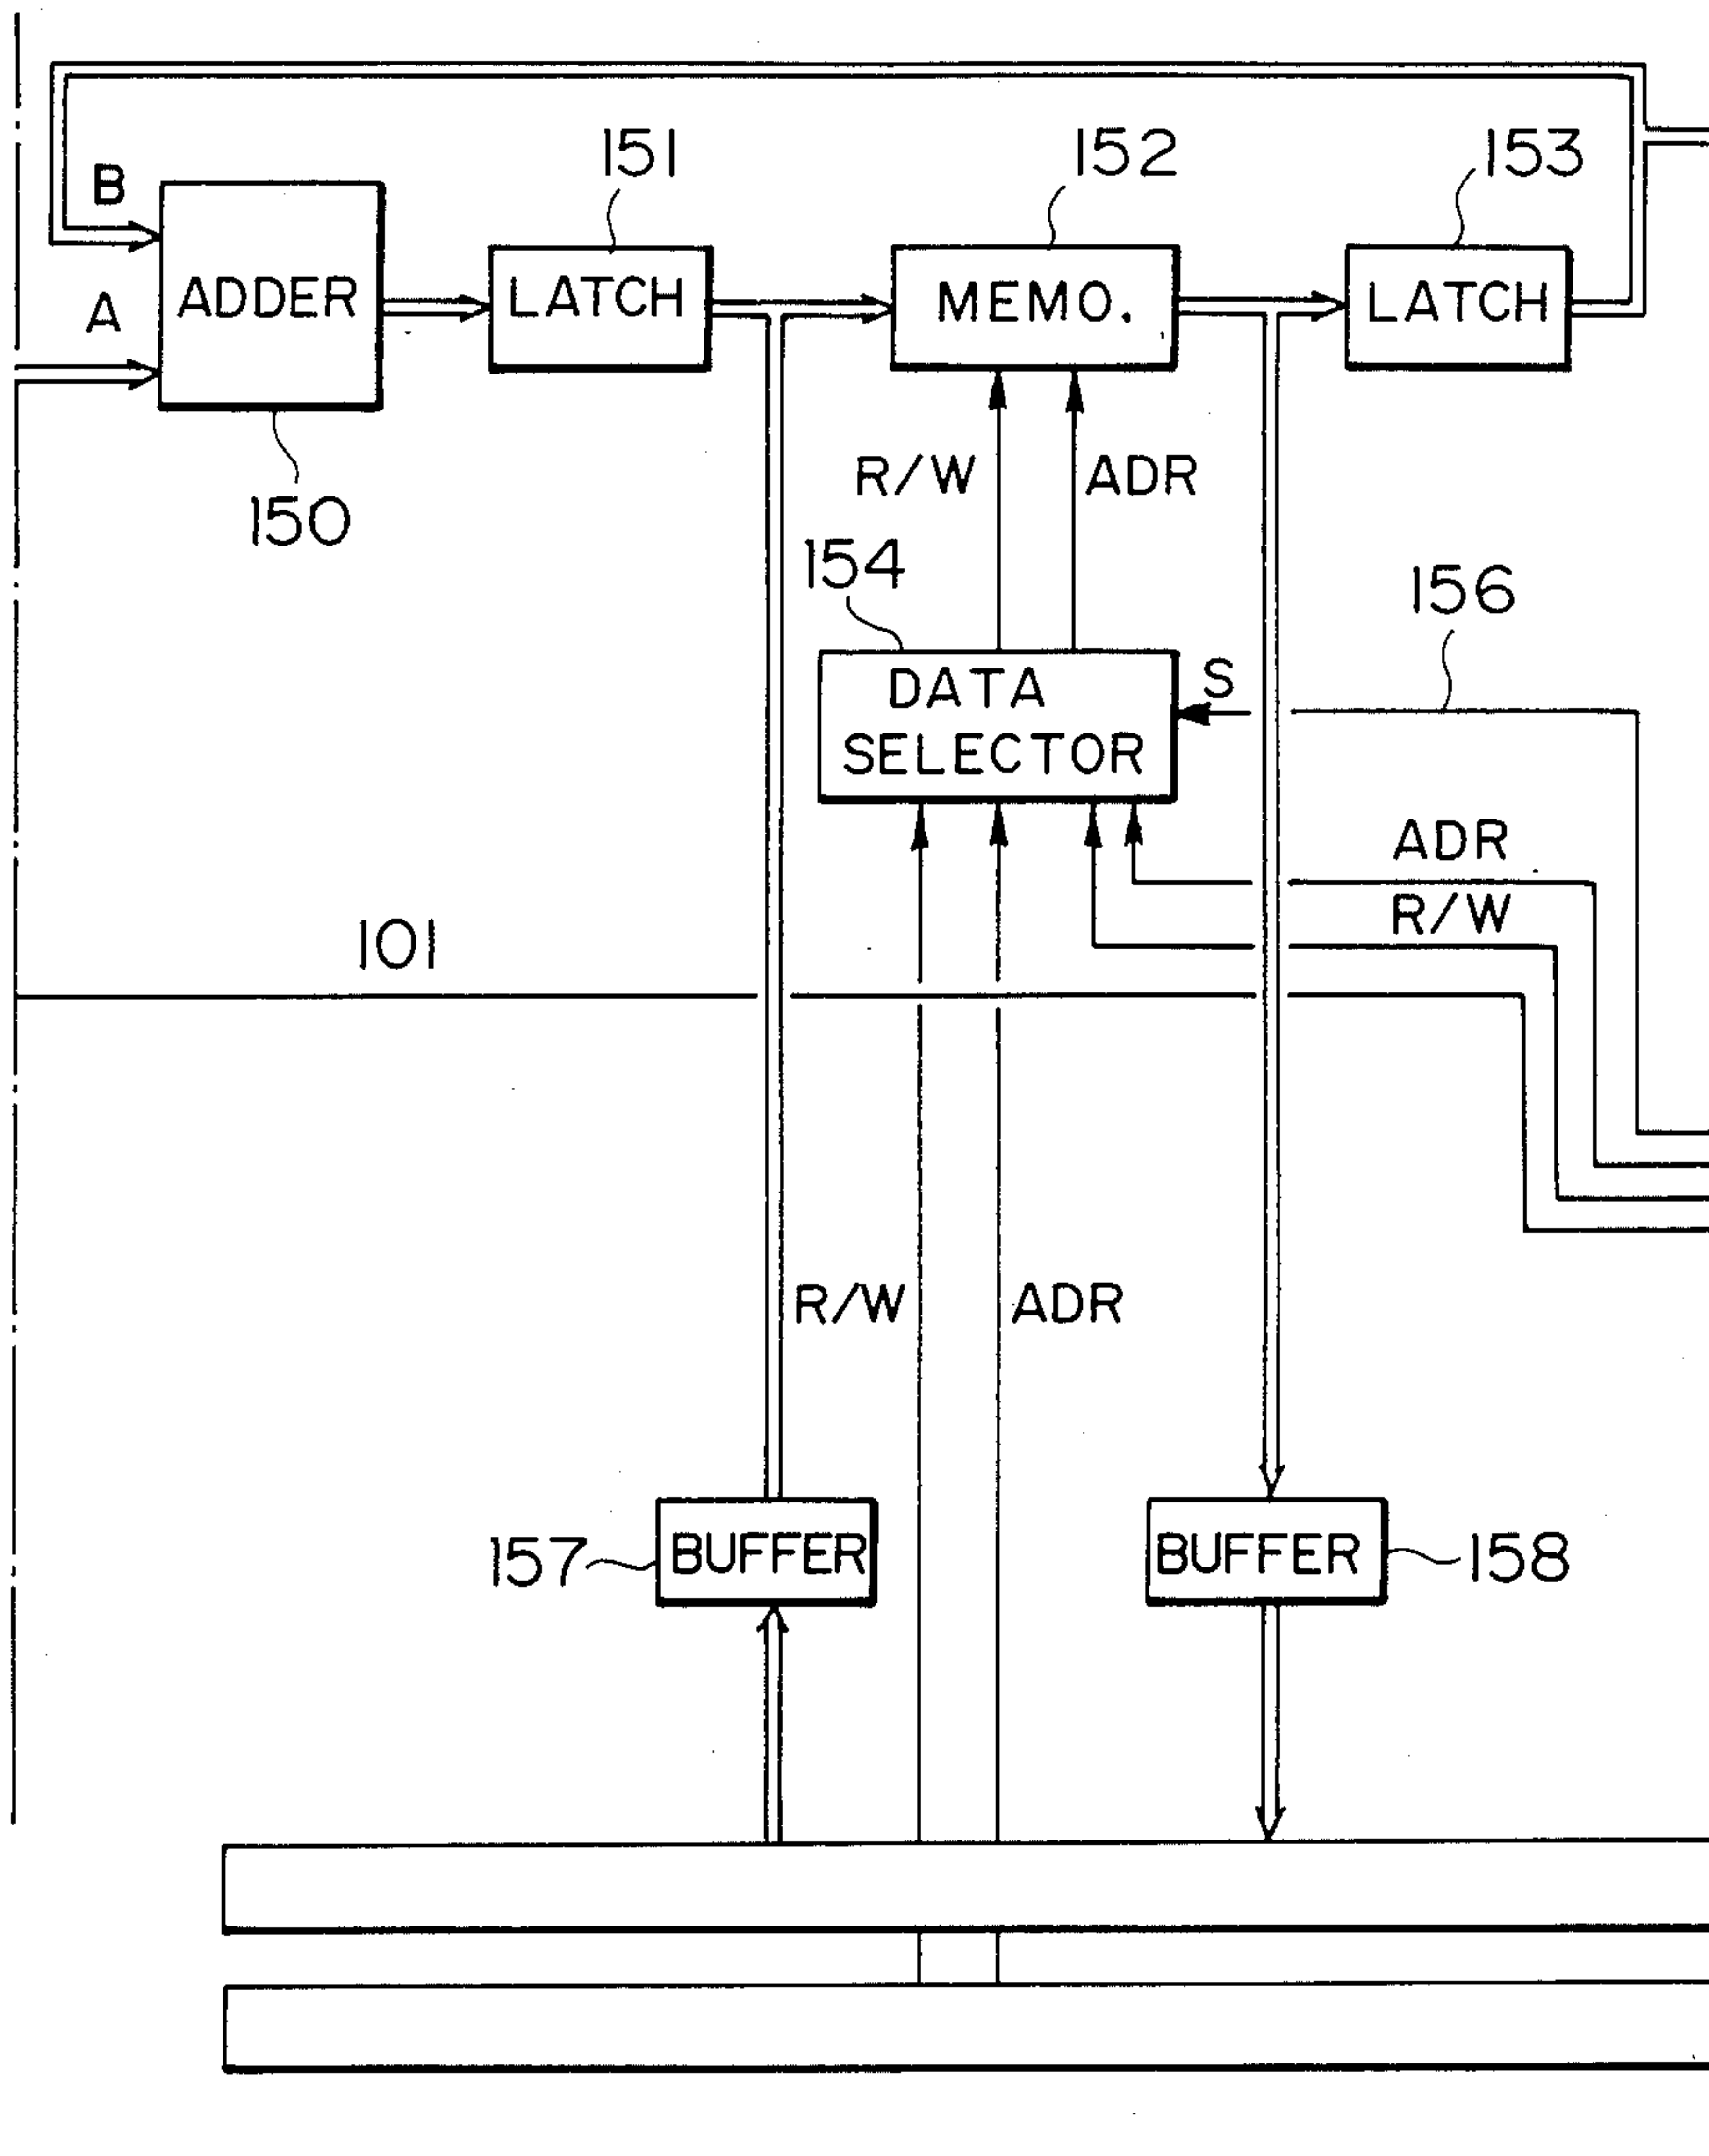 151
152
153
B
A
ADDER
LATCH
MEMO.
LATCH
150
R/W
ADR
154
156
S
DATA
SELECTOR
ADR
R/W
101
R/W
ADR
157
BUFFER
BUFFER
158